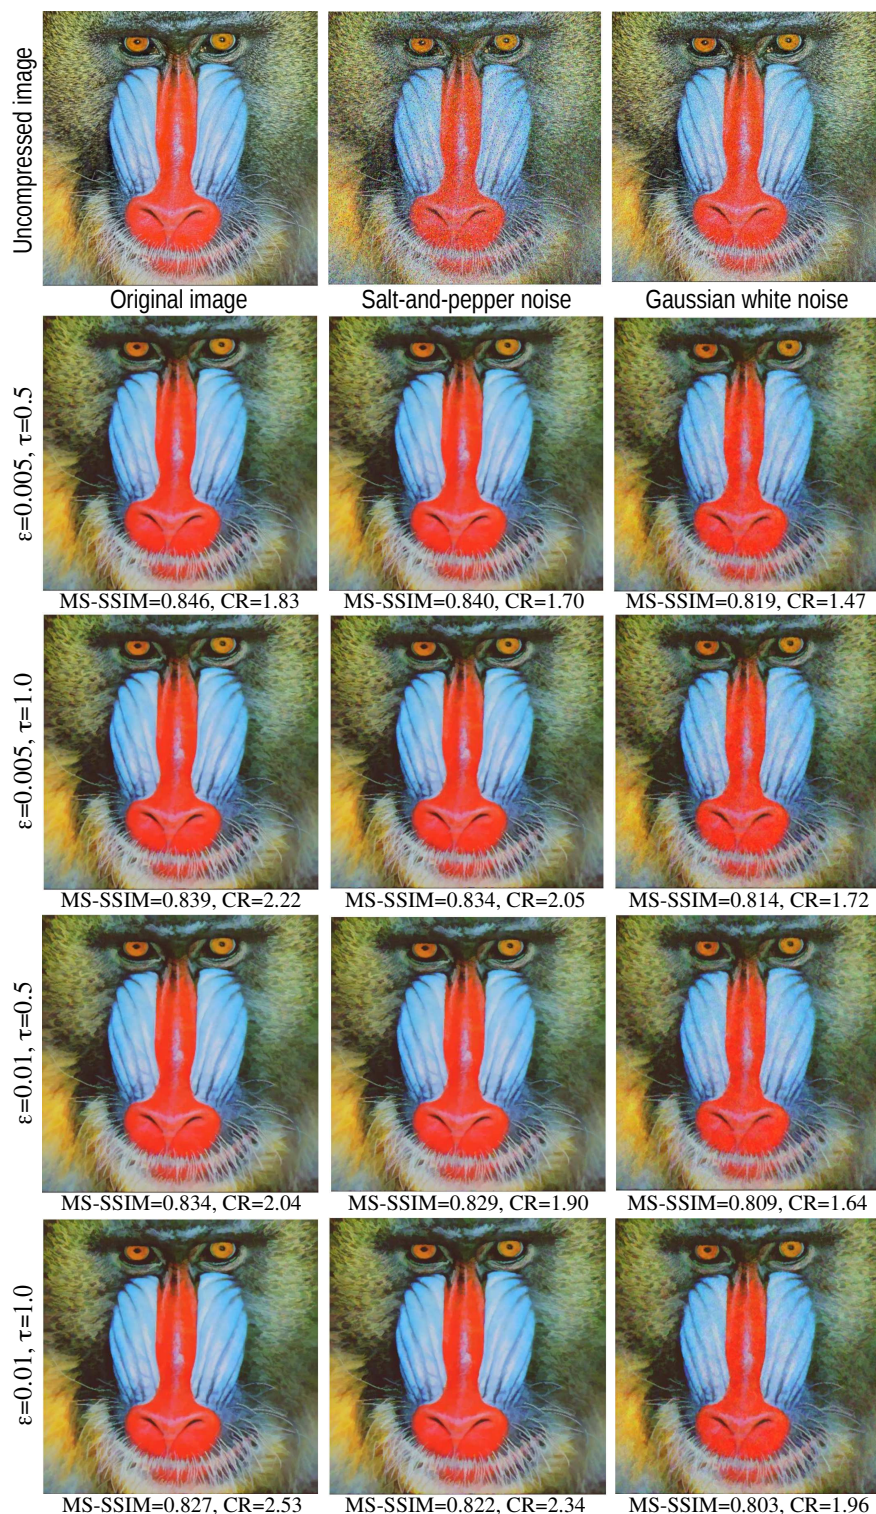 Uncompressed image
Original image
Salt-and-pepper noise
Gaussian white noise
ε=0.005, τ=0.5
MS-SSIM=0.846, CR=1.83
MS-SSIM=0.840, CR=1.70
MS-SSIM=0.819, CR=1.47
ε=0.005, τ=1.0
MS-SSIM=0.839, CR=2.22
MS-SSIM=0.834, CR=2.05
MS-SSIM=0.814, CR=1.72
ε=0.01, τ=0.5
MS-SSIM=0.834, CR=2.04
MS-SSIM=0.829, CR=1.90
MS-SSIM=0.809, CR=1.64
ε=0.01, τ=1.0
MS-SSIM=0.827, CR=2.53
MS-SSIM=0.822, CR=2.34
MS-SSIM=0.803, CR=1.96